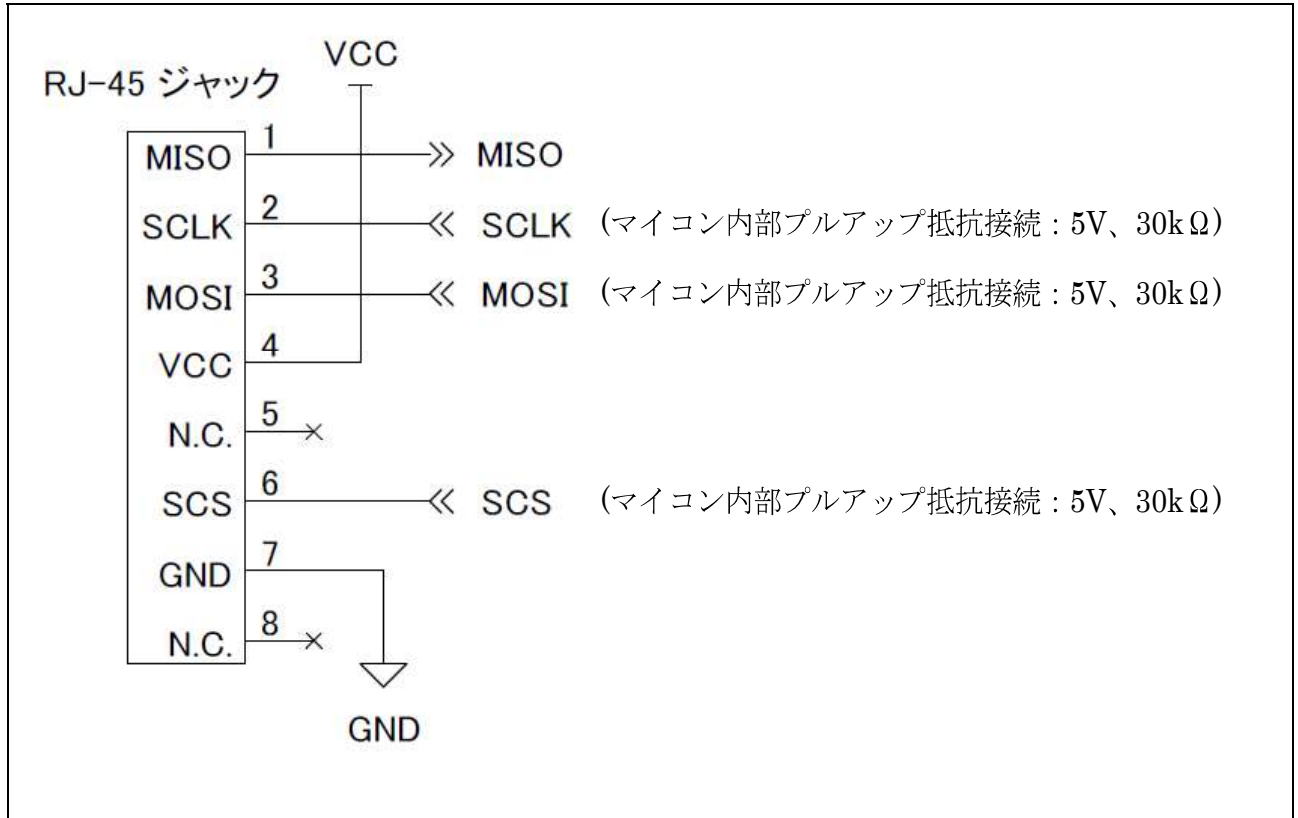 VCC
RJ-45 ジャック
MISO 1 MISO
SCLK 2 SCLK (マイコン内部プルアップ抵抗接続：5V、30kΩ)
MOSI 3 MOSI (マイコン内部プルアップ抵抗接続：5V、30kΩ)
VCC 4
N.C. 5
SCS 6 SCS (マイコン内部プルアップ抵抗接続：5V、30kΩ)
GND 7
N.C. 8
GND